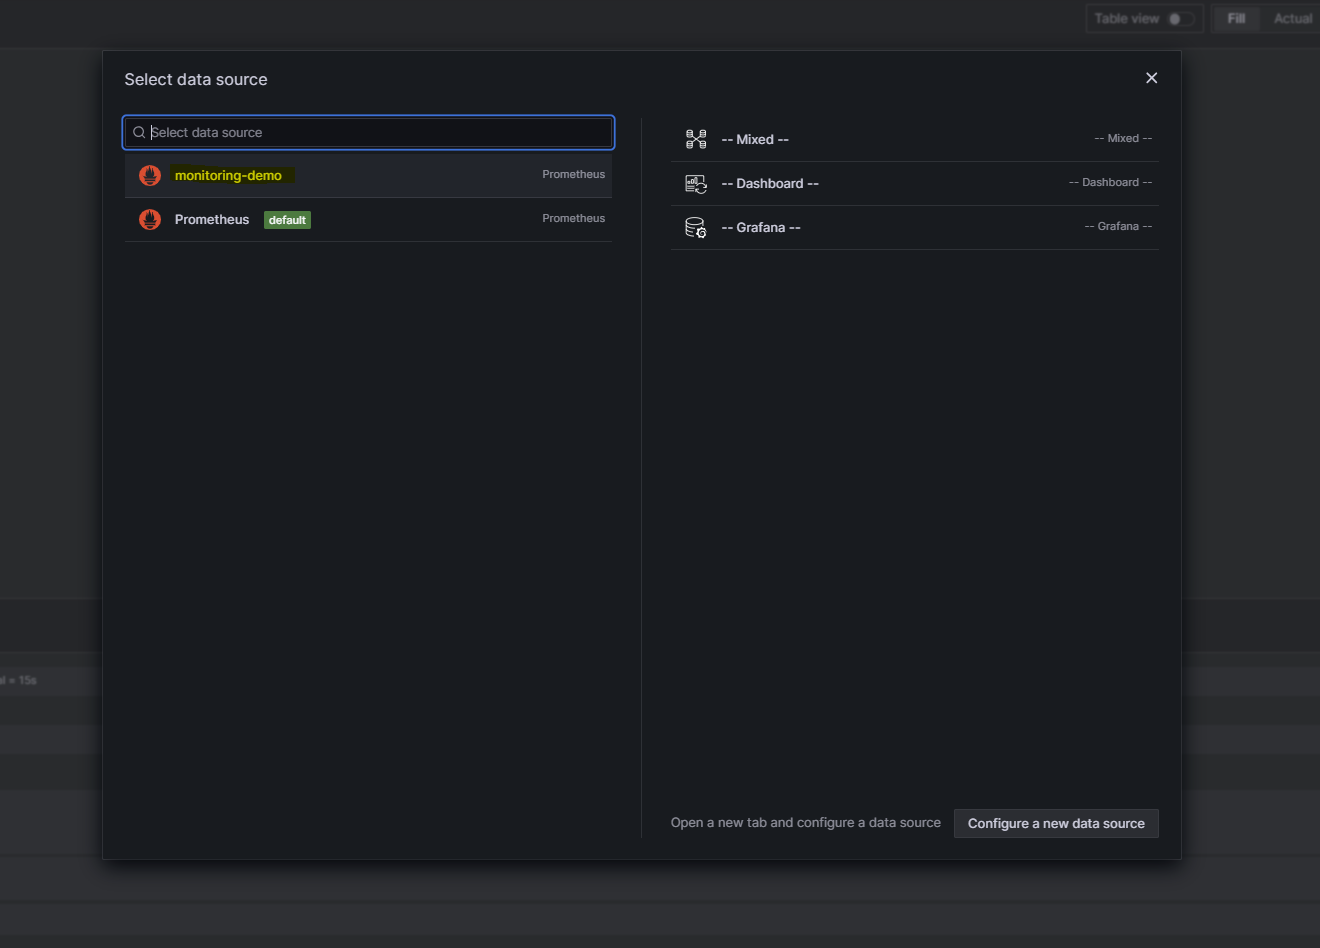 Table view
Fill
Actual
Select data source
Select data source
monitoring-demo
Prometheus
Prometheus
default
Prometheus
-- Mixed --
-- Mixed --
-- Dashboard --
-- Dashboard --
-- Grafana --
-- Grafana --
= 15s
Open a new tab and configure a data source
Configure a new data source